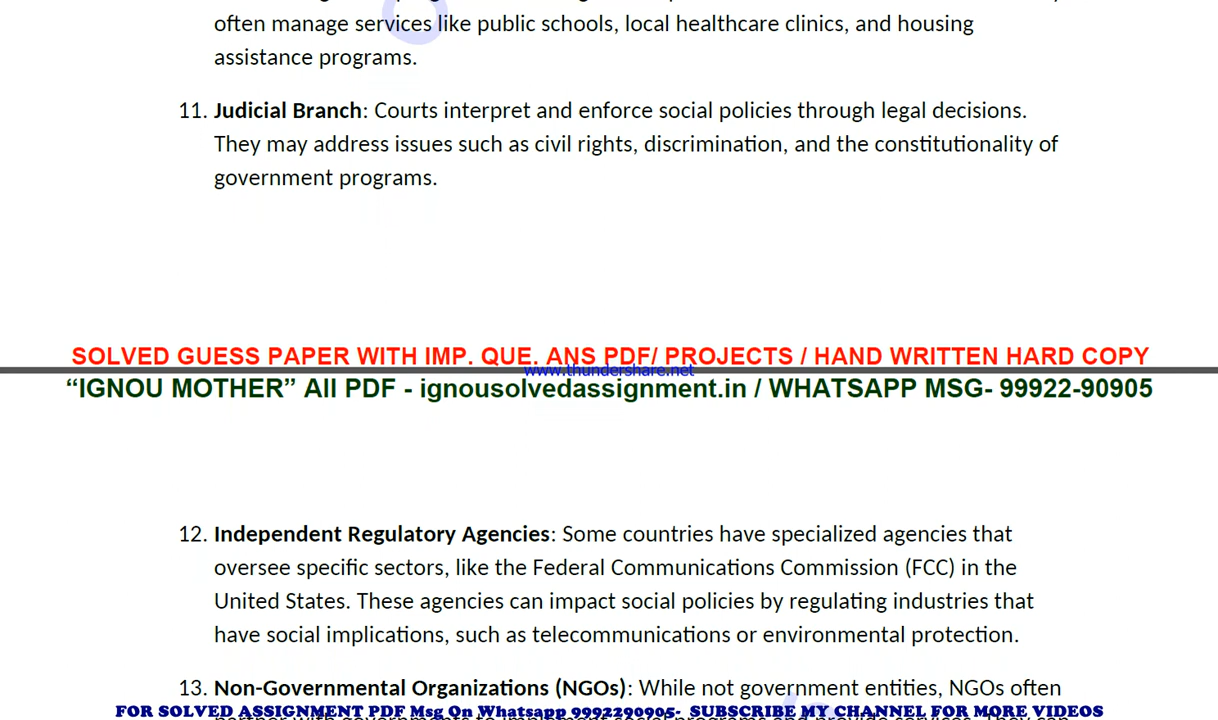 often manage services like public schools, local healthcare clinics, and housing
assistance programs.
11. Judicial Branch: Courts interpret and enforce social policies through legal decisions.
They may address issues such as civil rights, discrimination, and the constitutionality of
government programs.
SOLVED GUESS PAPER WITH IMP. QUE. ANS PDF/ PROJECTS / HAND WRITTEN HARD COPY
www.thundershare.net
“IGNOU MOTHER” All PDF - ignousolvedassignment.in / WHATSAPP MSG- 99922-90905
12. Independent Regulatory Agencies: Some countries have specialized agencies that
oversee specific sectors, like the Federal Communications Commission (FCC) in the
United States. These agencies can impact social policies by regulating industries that
have social implications, such as telecommunications or environmental protection.
13. Non-Governmental Organizations (NGOs): While not government entities, NGOs often
FOR SOLVED ASSIGNMENT PDF Msg On Whatsapp 9992290905- SUBSCRIBE MY CHANNEL FOR MORE VIDEOS